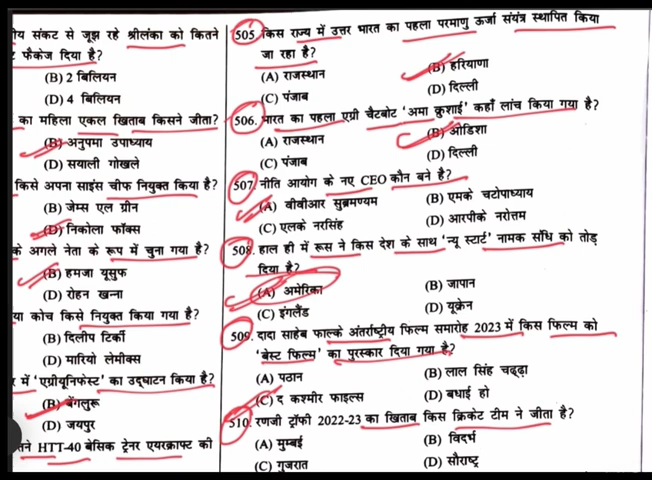 ीय संकट से जूझ रहे श्रीलंका को कितने
ट फैकेज दिया है?
(B) 2 बिलियन
(D) 4 बिलियन
का महिला एकल खिताब किसने जीता?
(B) अनुपमा उपाध्याय
(D) सयाली गोखले
किसे अपना साइंस चीफ नियुक्त किया है?
(B) जेम्स एल ग्रीन
(D) निकोला फॉक्स
के अगले नेता के रूप में चुना गया है?
(B) हमजा यूसुफ
(D) रोहन खन्ना
या कोच किसे नियुक्त किया गया है?
(B) दिलीप टिर्की
(D) मारियो लेमीक्स
र में 'एग्रीयूनिफेस्ट' का उद्घाटन किया है?
(B) बेंगलुरू
(D) जयपुर
तने HTT-40 बेसिक ट्रेनर एयरक्राफ्ट की
505. किस राज्य में उत्तर भारत का पहला परमाणु ऊर्जा संयंत्र स्थापित किया
जा रहा है?
(A) राजस्थान (B) हरियाणा
(C) पंजाब (D) दिल्ली
506. भारत का पहला एग्री चैटबोट 'अमा क्रुशाई' कहाँ लांच किया गया है?
(A) राजस्थान (B) ओडिशा
(C) पंजाब (D) दिल्ली
507. नीति आयोग के नए CEO कौन बने है?
(A) वीवीआर सुब्रमण्यम (B) एमके चटोपाध्याय
(C) एलके नरसिंह (D) आरपीके नरोत्तम
508. हाल ही में रूस ने किस देश के साथ 'न्यू स्टार्ट' नामक संधि को तोड़
दिया है?
(A) अमेरिका (B) जापान
(C) इंगलैंड (D) यूक्रेन
509. दादा साहेब फाल्के अंतर्राष्ट्रीय फिल्म समारोह 2023 में किस फिल्म को
'बेस्ट फिल्म' का पुरस्कार दिया गया है?
(A) पठान (B) लाल सिंह चढ्ढा
(C) द कश्मीर फाइल्स (D) बधाई हो
510. रणजी ट्रॉफी 2022-23 का खिताब किस क्रिकेट टीम ने जीता है?
(A) मुम्बई (B) विदर्भ
(C) गुजरात (D) सौराष्ट्र